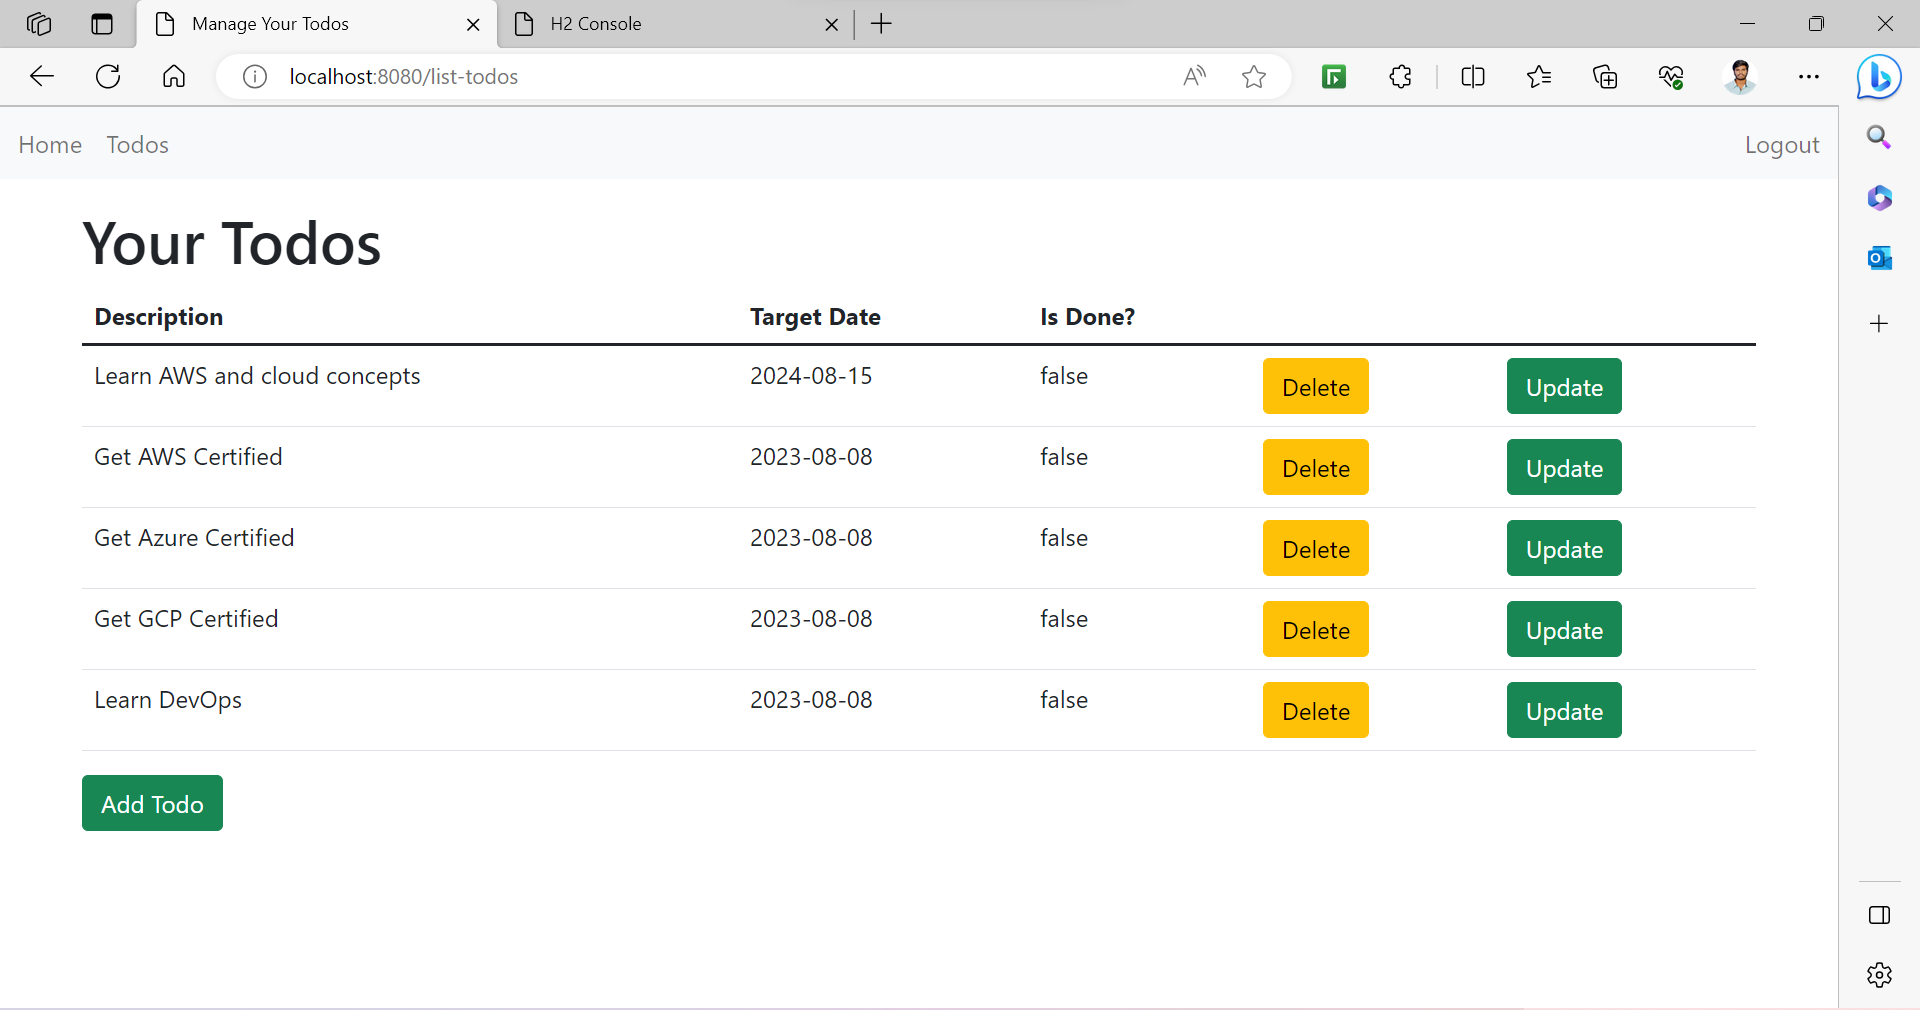 Manage Your Todos
H2 Console
localhost:8080/list-todos
Home Todos Logout
Your Todos
Description Target Date Is Done?
Learn AWS and cloud concepts 2024-08-15 false Delete Update
Get AWS Certified 2023-08-08 false Delete Update
Get Azure Certified 2023-08-08 false Delete Update
Get GCP Certified 2023-08-08 false Delete Update
Learn DevOps 2023-08-08 false Delete Update
Add Todo